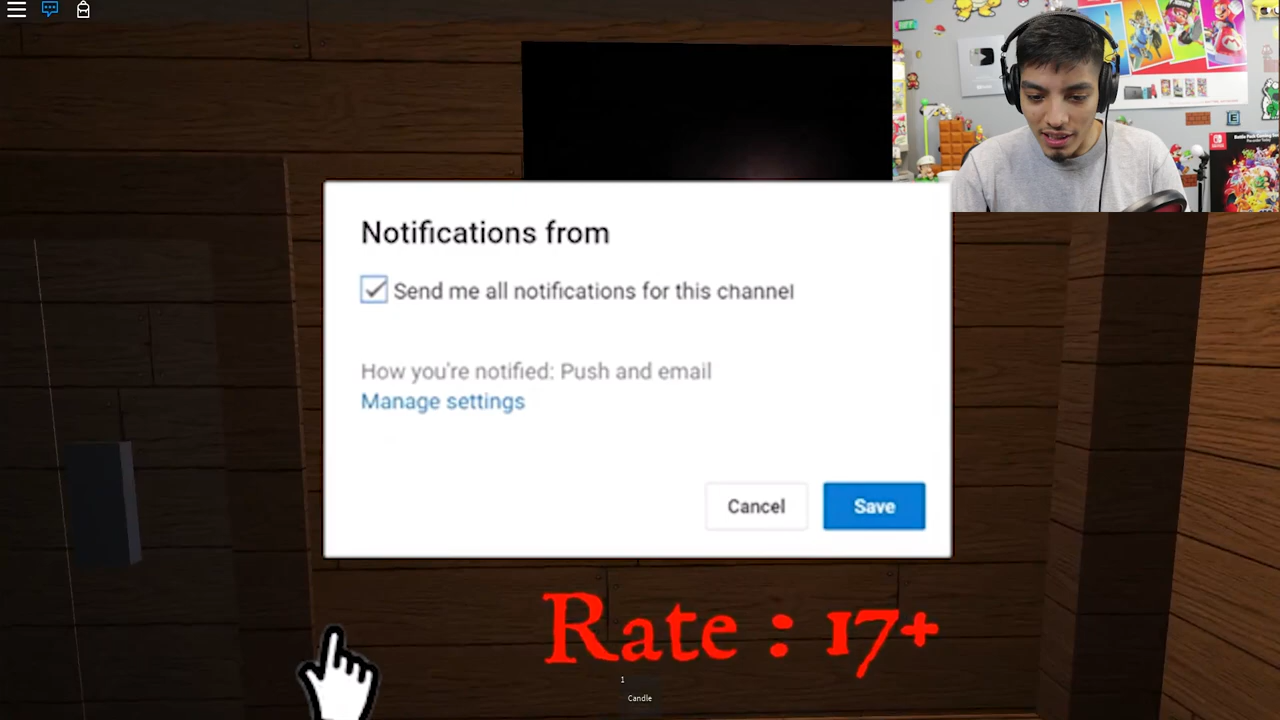 Notifications from
Send me all notifications for this channel
How you're notified: Push and email
Manage settings
Cancel
Save
Rate : 17+
1
Candle